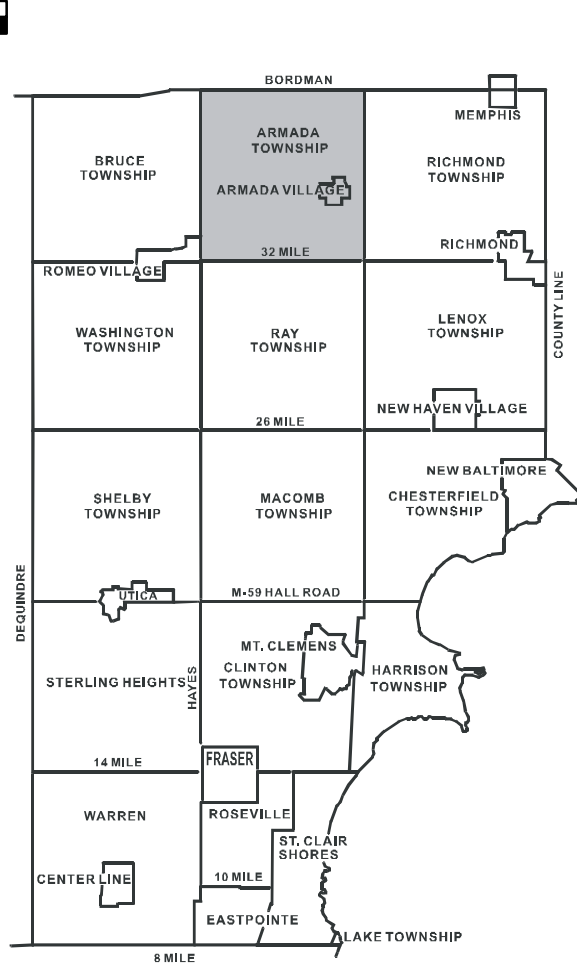 BORDMAN
MEMPHIS
ARMADA
TOWNSHIP
BRUCE
TOWNSHIP
RICHMOND
TOWNSHIP
ARMADA VILLAGE
32 MILE
RICHMOND
ROMEO VILLAGE
COUNTY LINE
WASHINGTON
TOWNSHIP
RAY
TOWNSHIP
LENOX
TOWNSHIP
NEW HAVEN VILLAGE
26 MILE
NEW BALTIMORE
SHELBY
TOWNSHIP
MACOMB
TOWNSHIP
CHESTERFIELD
TOWNSHIP
DEQUINDRE
UTICA
M-59 HALL ROAD
MT. CLEMENS
CLINTON
TOWNSHIP
HARRISON
TOWNSHIP
STERLING HEIGHTS
HAYES
14 MILE
FRASER
WARREN
ROSEVILLE
ST. CLAIR
SHORES
CENTER LINE
10 MILE
EASTPOINTE
LAKE TOWNSHIP
8 MILE